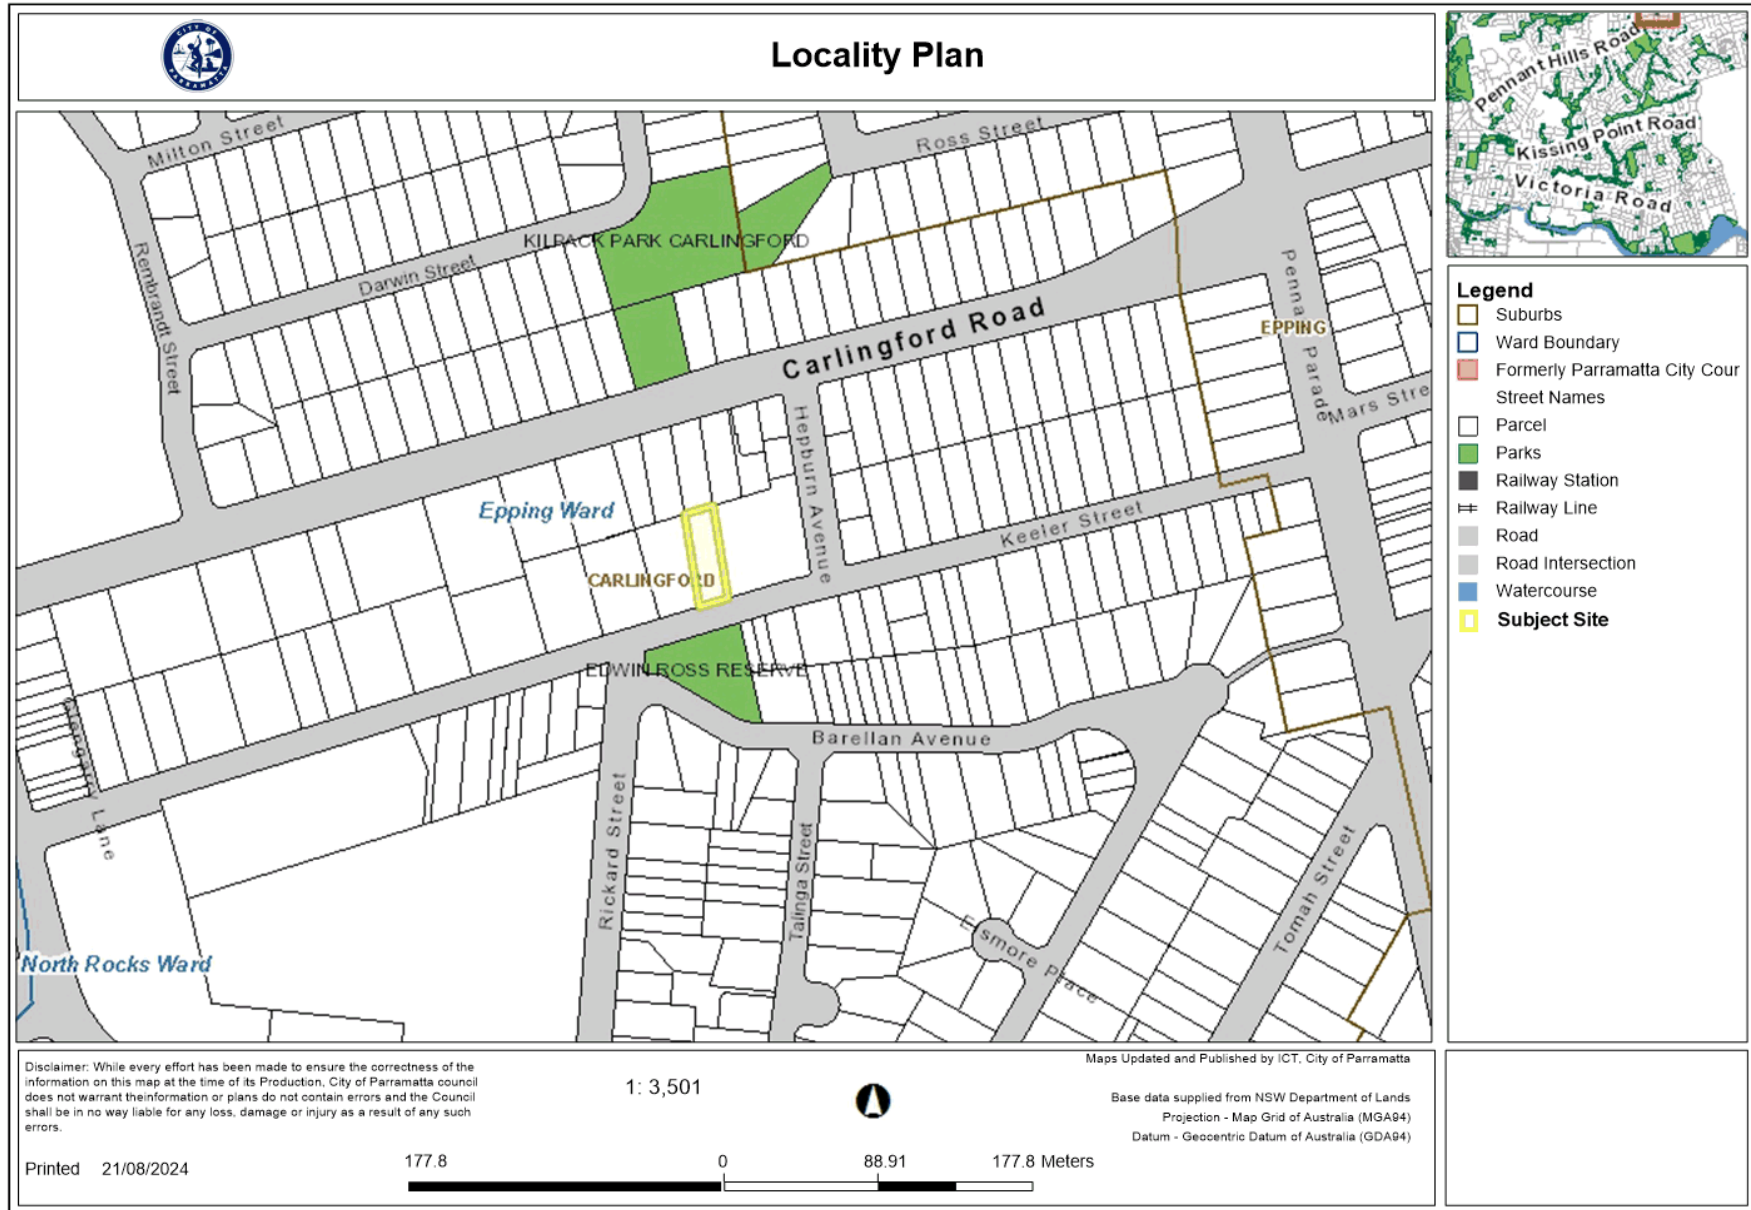 CITY OF
PARRAMATTA
Locality Plan
Pennant Hills Road
Kissing Point Road
Victoria Road
Milton Street
Ross Street
KILPACK PARK CARLINGFORD
Darwin Street
Rembrandt Street
Carlingford Road
Pennant Parade
EPPING
Mars Stre
Hepburn Avenue
Epping Ward
Keeler Street
CARLINGFORD
EDWIN ROSS RESERVE
Barellan Avenue
Lane
Rickard Street
Talinga Street
Tomah Street
Place
North Rocks Ward
Legend
Suburbs
Ward Boundary
Formerly Parramatta City Cour
Street Names
Parcel
Parks
Railway Station
Railway Line
Road
Road Intersection
Watercourse
Subject Site
Disclaimer: While every effort has been made to ensure the correctness of the
information on this map at the time of its Production, City of Parramatta council
does not warrant theinformation or plans do not contain errors and the Council
shall be in no way liable for any loss, damage or injury as a result of any such
errors.
Printed 21/08/2024
1: 3,501
177.8 0 88.91 177.8 Meters
Maps Updated and Published by ICT, City of Parramatta
Base data supplied from NSW Department of Lands
Projection - Map Grid of Australia (MGA94)
Datum - Geocentric Datum of Australia (GDA94)